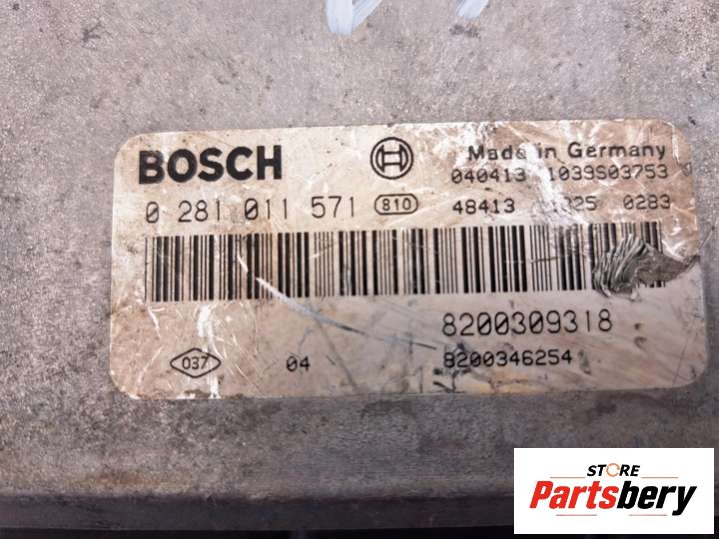 BOSCH
Made in Germany
040413 1039S03753
0 281 011 571 810 48413 0283
8200309318
037 04 8200346254
STORE
Partsbery